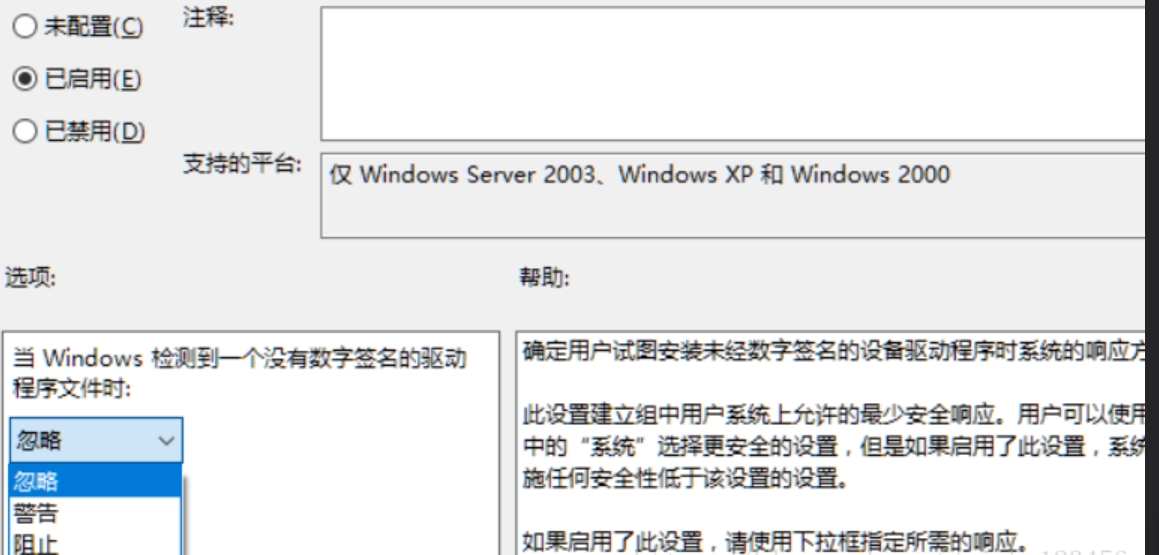 未配置(C)
注释:
已启用(E)
已禁用(D)
支持的平台:
仅 Windows Server 2003、Windows XP 和 Windows 2000
选项:
帮助:
当 Windows 检测到一个没有数字签名的驱动
程序文件时:
忽略
忽略
警告
阻止
确定用户试图安装未经数字签名的设备驱动程序时系统的响应方
此设置建立组中用户系统上允许的最少安全响应。用户可以使用
中的“系统”选择更安全的设置，但是如果启用了此设置，系统
施任何安全性低于该设置的设置。
如果启用了此设置，请使用下拉框指定所需的响应。